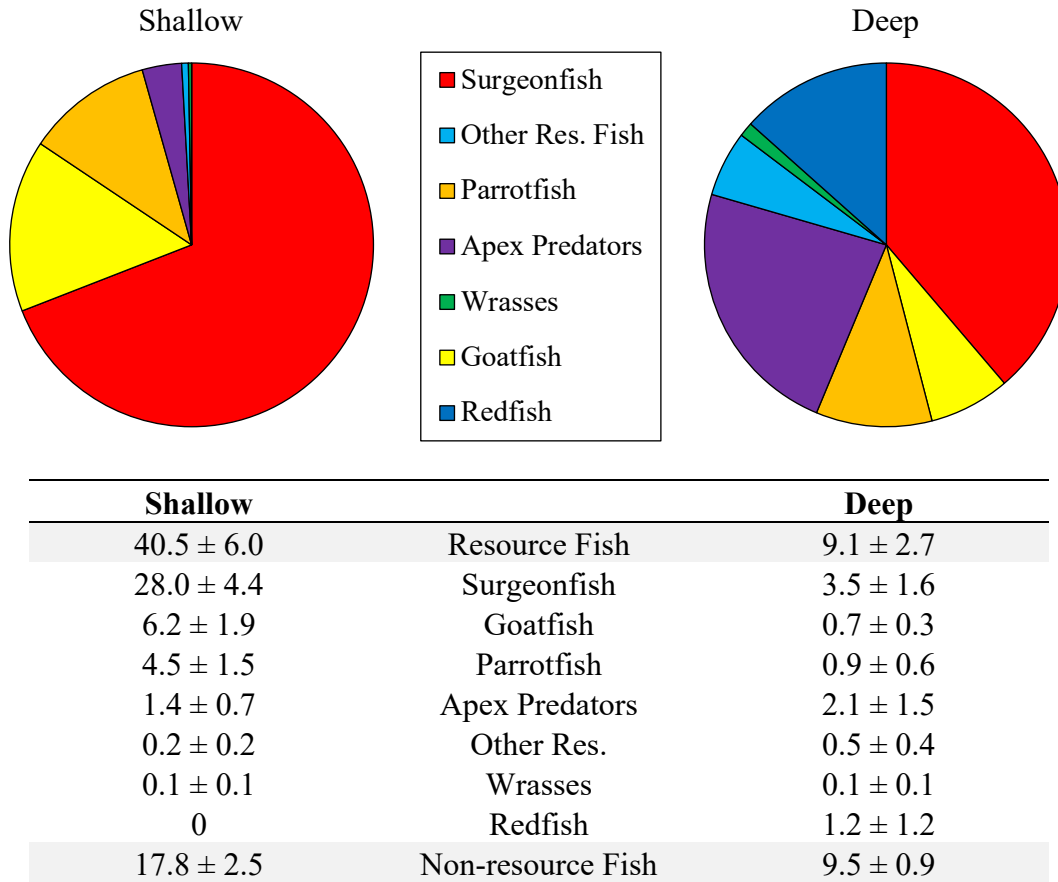 Shallow
Deep
Surgeonfish
Other Res. Fish
Parrotfish
Apex Predators
Wrasses
Goatfish
Redfish
Shallow Deep
40.5 ± 6.0 Resource Fish 9.1 ± 2.7
28.0 ± 4.4 Surgeonfish 3.5 ± 1.6
6.2 ± 1.9 Goatfish 0.7 ± 0.3
4.5 ± 1.5 Parrotfish 0.9 ± 0.6
1.4 ± 0.7 Apex Predators 2.1 ± 1.5
0.2 ± 0.2 Other Res. 0.5 ± 0.4
0.1 ± 0.1 Wrasses 0.1 ± 0.1
0 Redfish 1.2 ± 1.2
17.8 ± 2.5 Non-resource Fish 9.5 ± 0.9